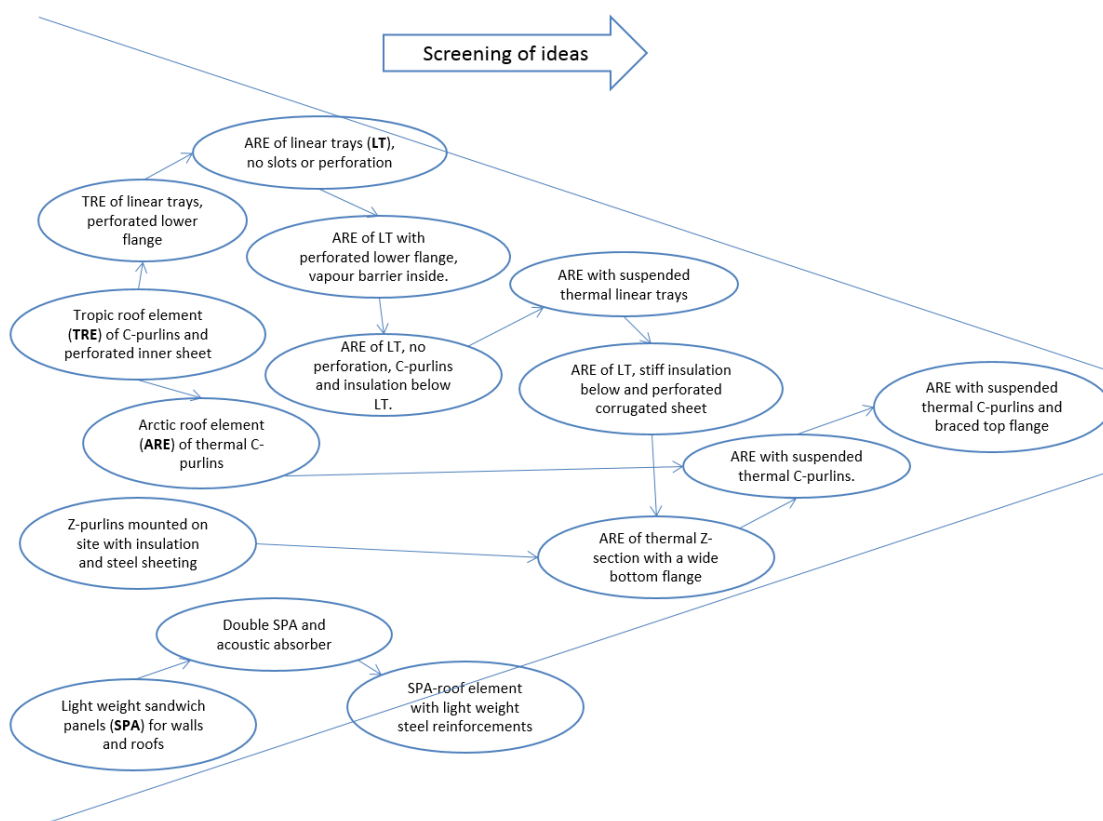 Screening of ideas
ARE of linear trays (LT),
no slots or perforation
TRE of linear trays,
perforated lower
flange
ARE of LT with
perforated lower flange,
vapour barrier inside.
ARE with suspended
thermal linear trays
Tropic roof element
(TRE) of C-purlins and
perforated inner sheet
ARE of LT, no
perforation, C-purlins
and insulation below
LT.
ARE of LT, stiff insulation
below and perforated
corrugated sheet
ARE with suspended
thermal C-purlins and
braced top flange
Arctic roof element
(ARE) of thermal C-
purlins
ARE with suspended
thermal C-purlins.
Z-purlins mounted on
site with insulation
and steel sheeting
ARE of thermal Z-
section with a wide
bottom flange
Double SPA and
acoustic absorber
Light weight sandwich
panels (SPA) for walls
and roofs
SPA-roof element
with light weight
steel reinforcements